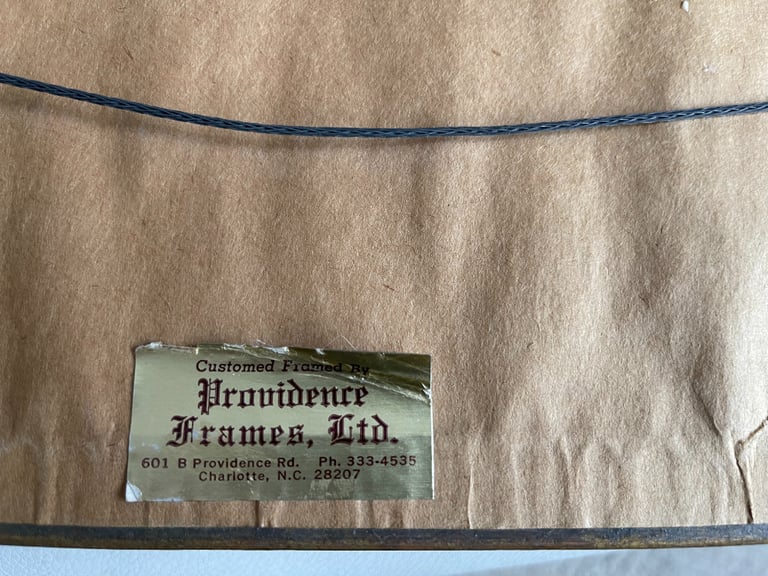 Customed Framed By
Providence
Frames, Ltd.
601 B Providence Rd. Ph. 333-4535
Charlotte, N.C. 28207